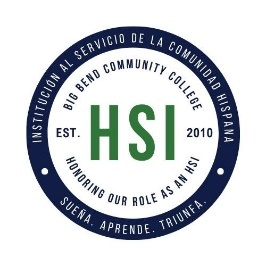 INSTITUCIÓN AL SERVICIO DE LA COMUNIDAD HISPANA
BIG BEND COMMUNITY COLLEGE
EST. HSI 2010
HONORING OUR ROLE AS AN HSI
SUEÑA. APRENDE. TRIUNFA.